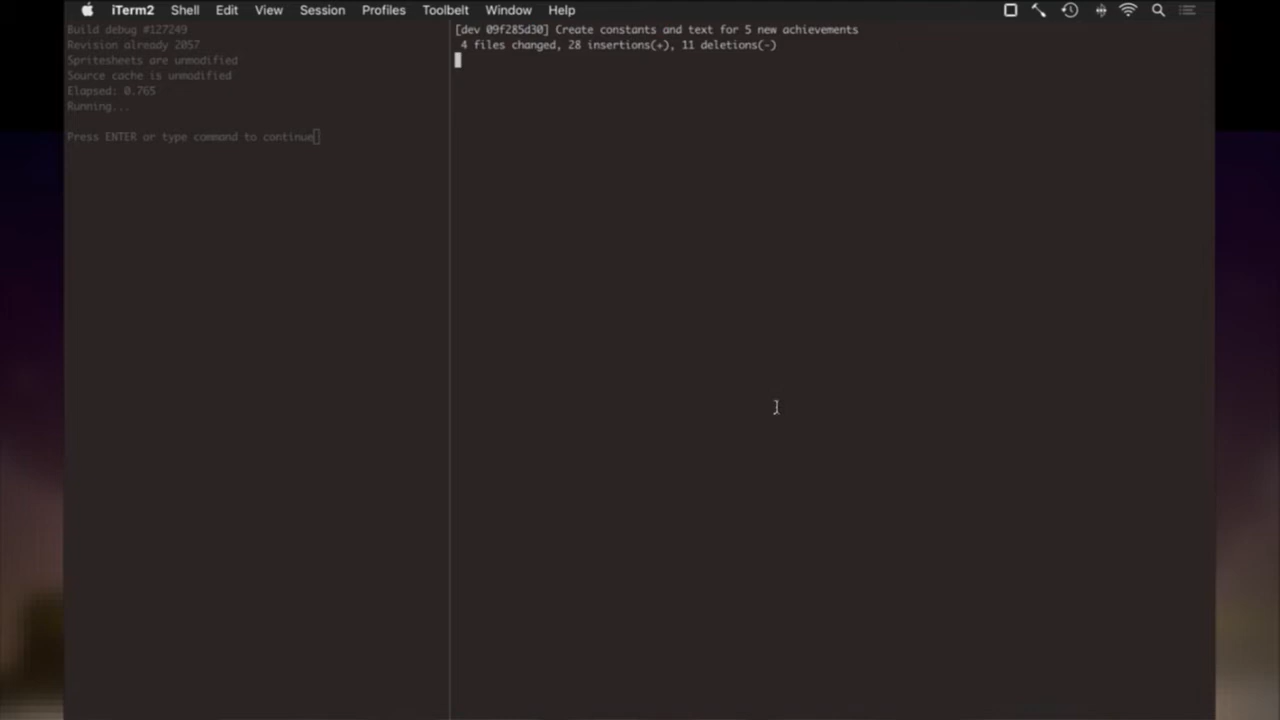 iTerm2 Shell Edit View Session Profiles Toolbelt Window Help
Build debug #127249
Revision already 2057
Spritesheets are unmodified
Source cache is unmodified
Elapsed: 0.765
Running...
Press ENTER or type command to continue
[dev 09f285d30] Create constants and text for 5 new achievements
4 files changed, 28 insertions(+), 11 deletions(-)